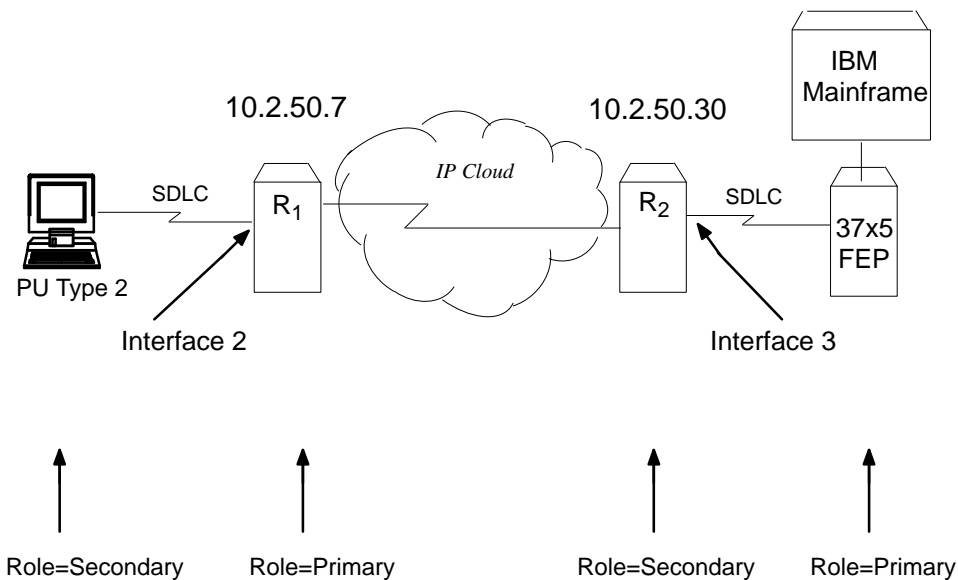 IBM
Mainframe
10.2.50.7
10.2.50.30
IP Cloud
SDLC
R1
R2
SDLC
37x5
FEP
PU Type 2
Interface 2
Interface 3
Role=Secondary
Role=Primary
Role=Secondary
Role=Primary